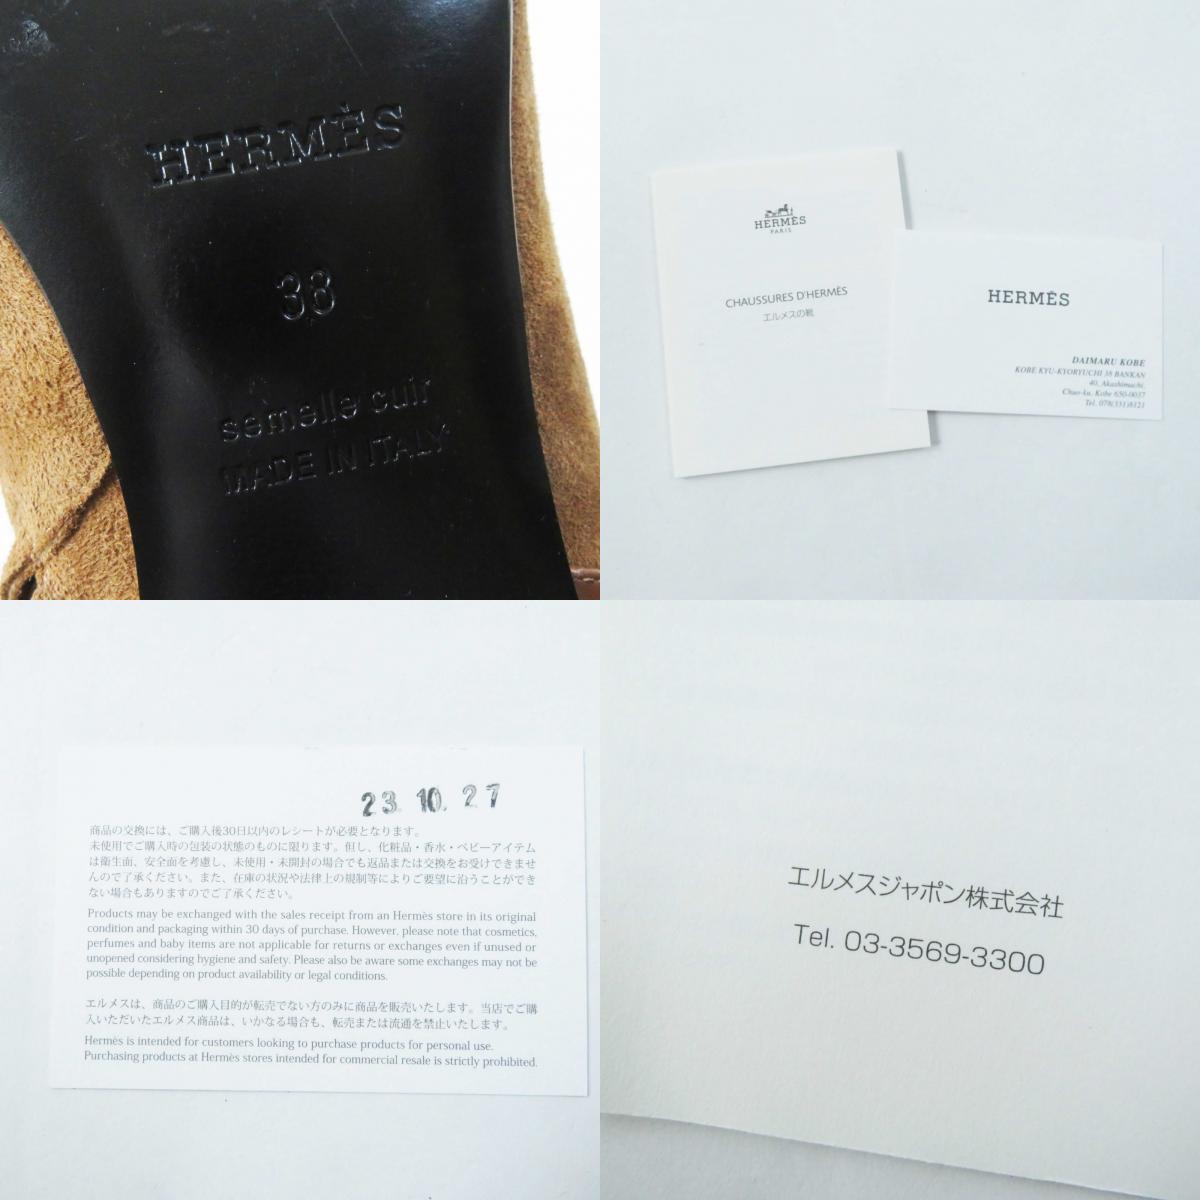 HERMÈS
38
semelle cuir
MADE IN ITALY
HERMÈS
PARIS
CHAUSSURES D'HERMÈS
エルメスの靴
HERMÈS
DAIMARU KOBE
KOBE KYU-KYORYUCHI 38 BANKAN
40, Akashimachi,
Chuo-ku, Kobe 650-0037
Tel. 078(331)8121
23. 10. 27
商品の交換には、ご購入後30日以内のレシートが必要となります。
未使用でご購入時の包装の状態のものに限ります。但し、化粧品・香水・ベビーアイテム
は衛生面、安全面を考慮し、未使用・未開封の場合でも返品または交換をお受けできませ
んので了承ください。また、在庫の状況や法律上の規制等によりご要望に沿うことができ
ない場合もありますのでご了承ください。
Products may be exchanged with the sales receipt from an Hermès store in its original
condition and packaging within 30 days of purchase. However, please note that cosmetics,
perfumes and baby items are not applicable for returns or exchanges even if unused or
unopened considering hygiene and safety. Please also be aware some exchanges may not be
possible depending on product availability or legal conditions.
エルメスは、商品のご購入目的が転売でない方のみに商品を販売いたします。当店でご購
入いただいたエルメス商品は、いかなる場合も、転売または流通を禁止いたします。
Hermès is intended for customers looking to purchase products for personal use.
Purchasing products at Hermès stores intended for commercial resale is strictly prohibited.
エルメスジャポン株式会社
Tel. 03-3569-3300